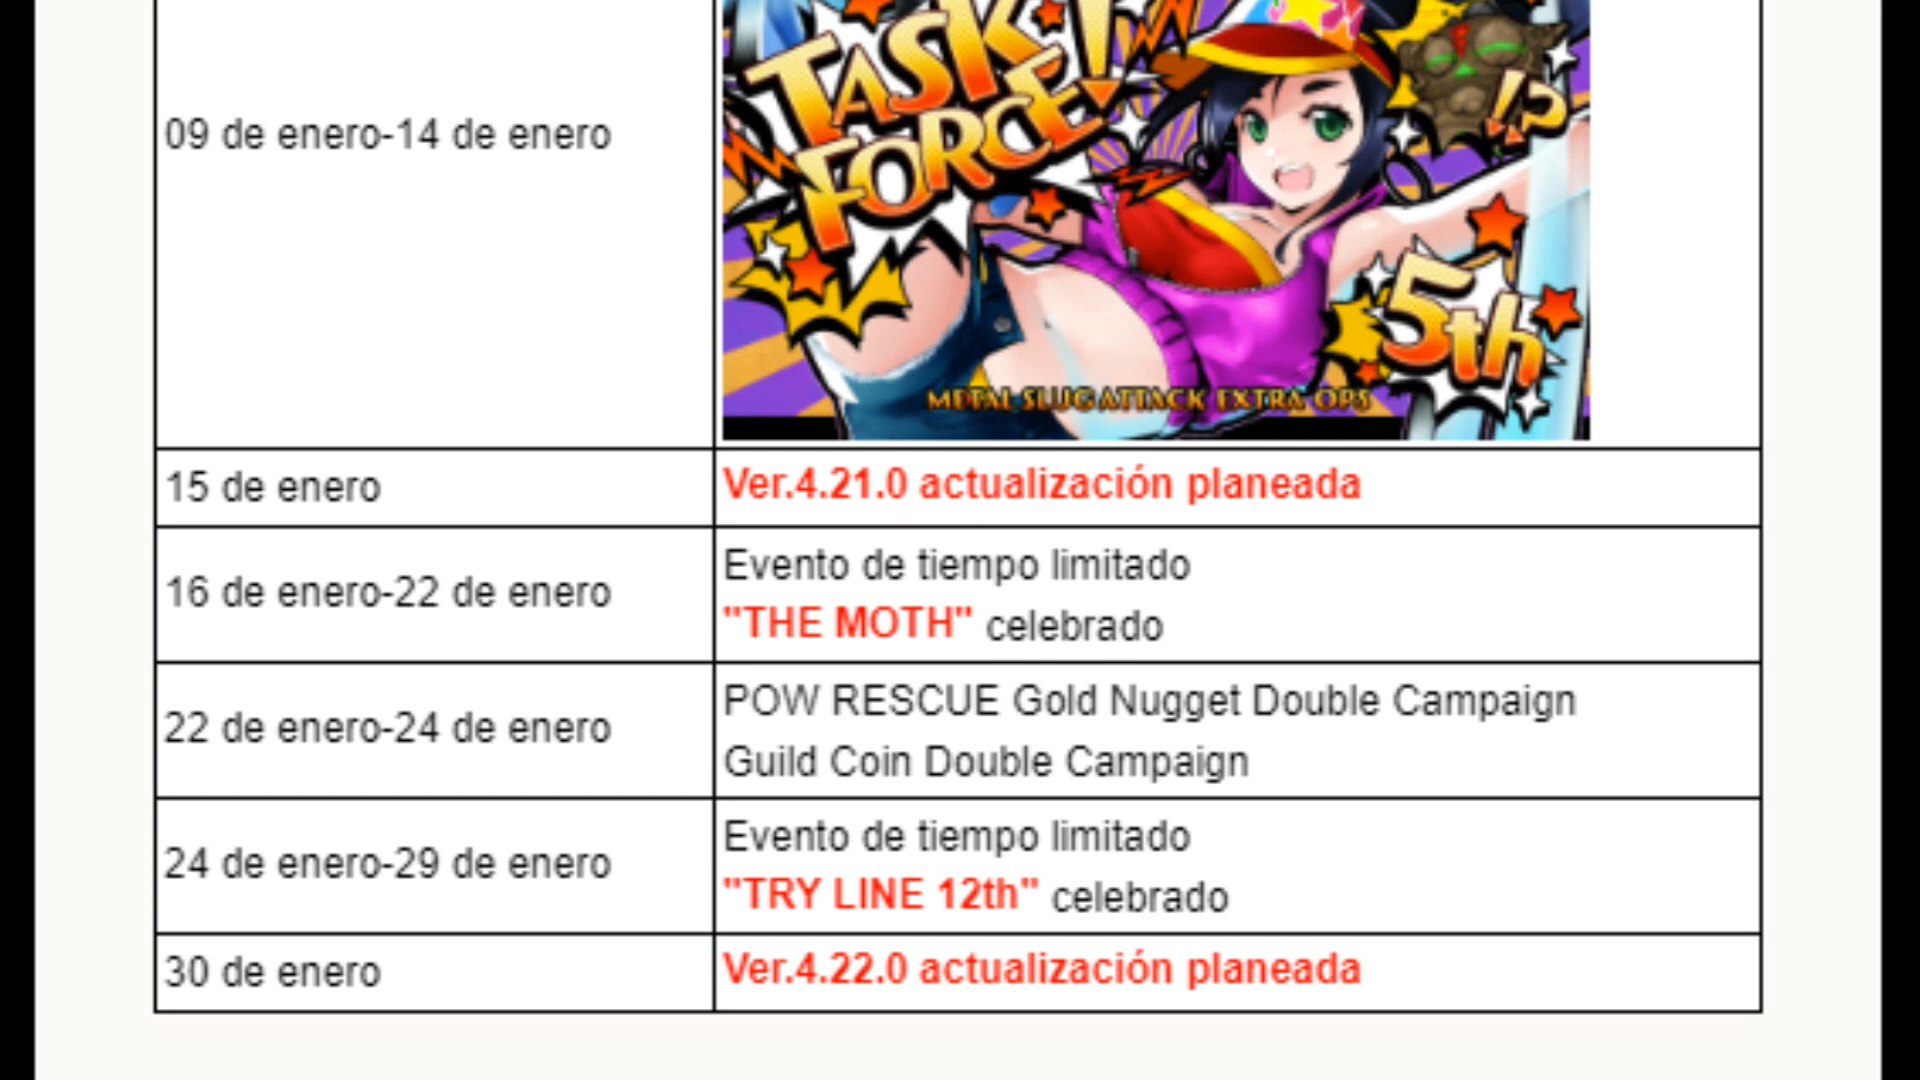 09 de enero-14 de enero
TASK
FORCE!
!?
5th
METAL SLUG ATTACK EXTRA OPS
15 de enero
Ver.4.21.0 actualización planeada
16 de enero-22 de enero
Evento de tiempo limitado
"THE MOTH" celebrado
22 de enero-24 de enero
POW RESCUE Gold Nugget Double Campaign
Guild Coin Double Campaign
24 de enero-29 de enero
Evento de tiempo limitado
"TRY LINE 12th" celebrado
30 de enero
Ver.4.22.0 actualización planeada